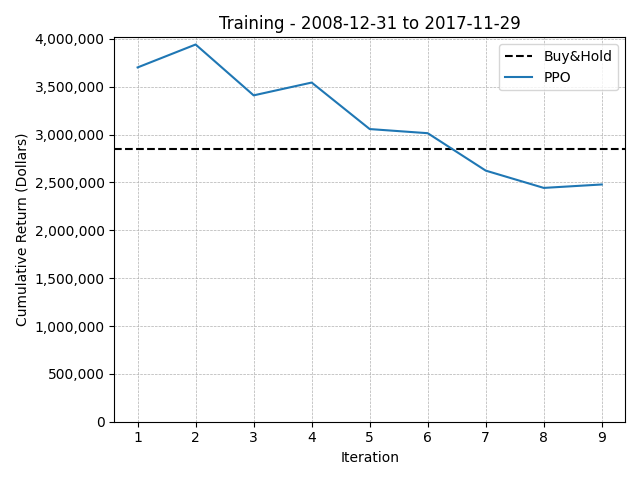 Training - 2008-12-31 to 2017-11-29
Cumulative Return (Dollars)
4,000,000
3,500,000
3,000,000
2,500,000
2,000,000
1,500,000
1,000,000
500,000
0
Buy&Hold
PPO
1 2 3 4 5 6 7 8 9
Iteration